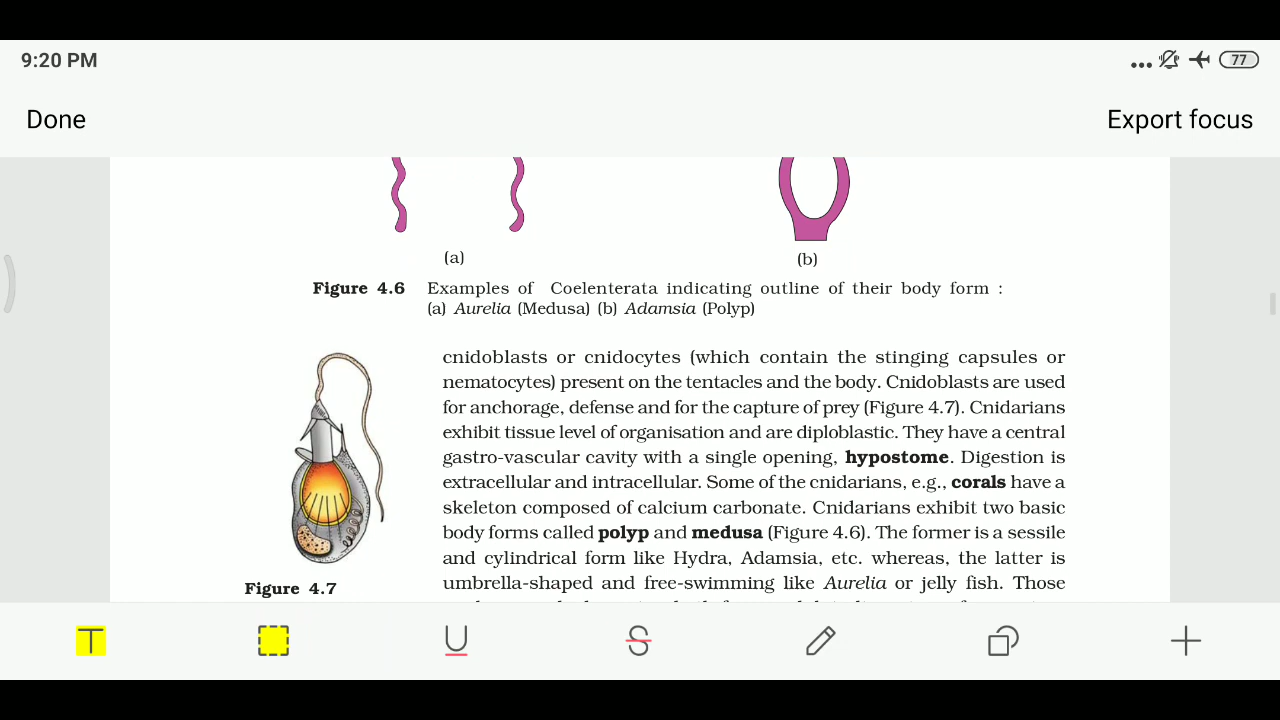 9:20 PM
77
Done
Export focus
(a)
(b)
Figure 4.6 Examples of Coelenterata indicating outline of their body form :
(a) Aurelia (Medusa) (b) Adamsia (Polyp)
cnidoblasts or cnidocytes (which contain the stinging capsules or
nematocytes) present on the tentacles and the body. Cnidoblasts are used
for anchorage, defense and for the capture of prey (Figure 4.7). Cnidarians
exhibit tissue level of organisation and are diploblastic. They have a central
gastro-vascular cavity with a single opening, hypostome. Digestion is
extracellular and intracellular. Some of the cnidarians, e.g., corals have a
skeleton composed of calcium carbonate. Cnidarians exhibit two basic
body forms called polyp and medusa (Figure 4.6). The former is a sessile
and cylindrical form like Hydra, Adamsia, etc. whereas, the latter is
umbrella-shaped and free-swimming like Aurelia or jelly fish. Those
Figure 4.7
T
U
S